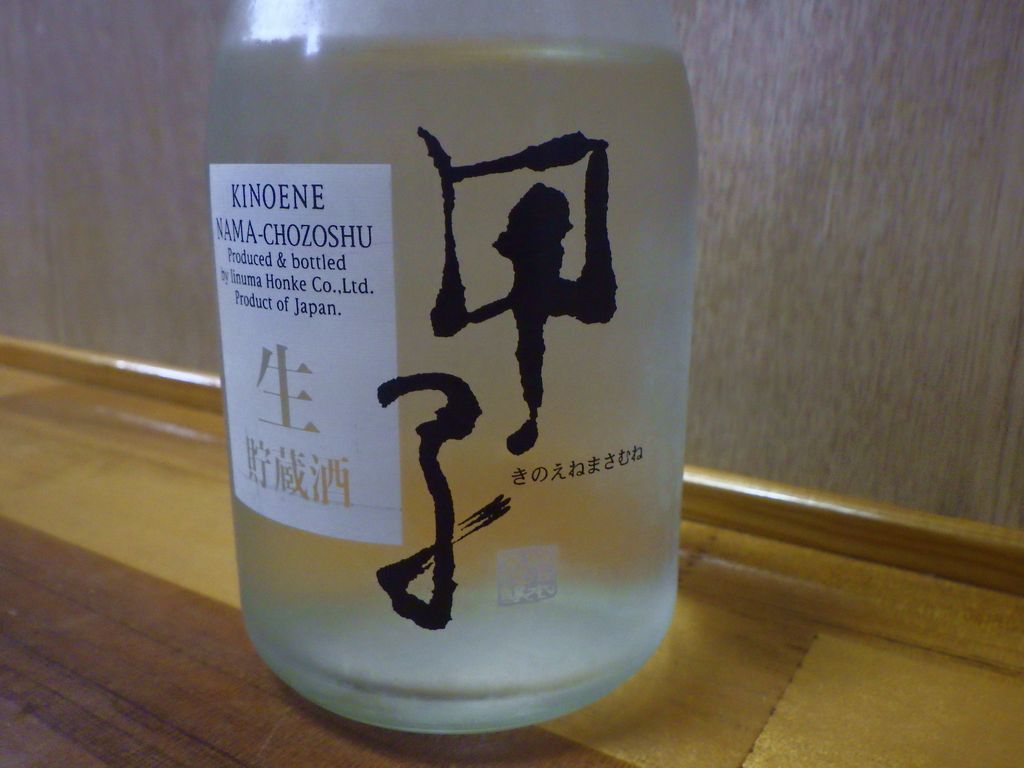 KINOENE
NAMA-CHOZOSHU
Produced & bottled
by Iinuma Honke Co.,Ltd.
Product of Japan.
生
貯蔵酒
甲子
きのえねまさむね